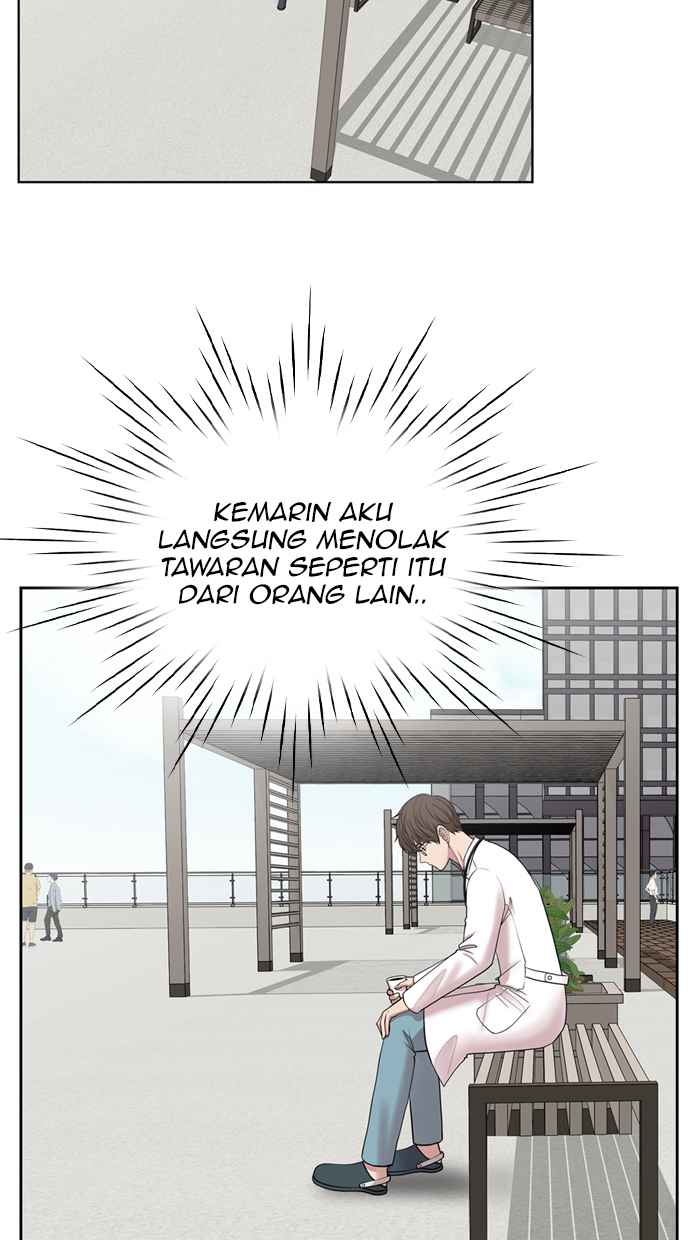 KEMARIN AKU
LANGSUNG MENOLAK
TAWARAN SEPERTI ITU
DARI ORANG LAIN..